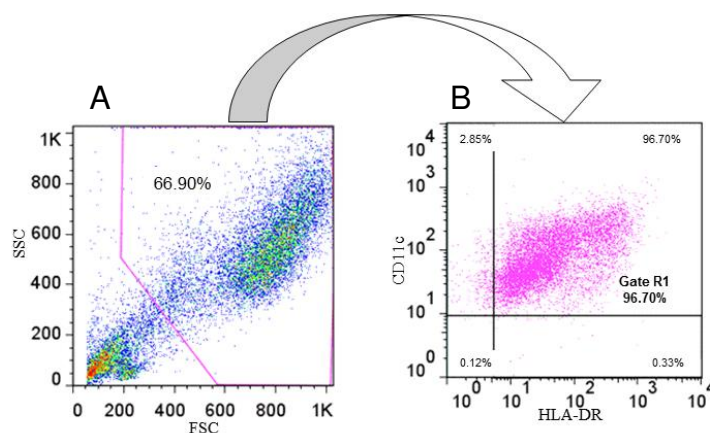 A
B
1K
800
600
400
200
0
SSC
66.90%
0 200 400 600 800 1K
FSC
10^4
10^3
10^2
10^1
10^0
CD11c
2.85% 96.70%
Gate R1
96.70%
0.12% 0.33%
10^0 0 10^1 10^2 10^3 10^4
HLA-DR